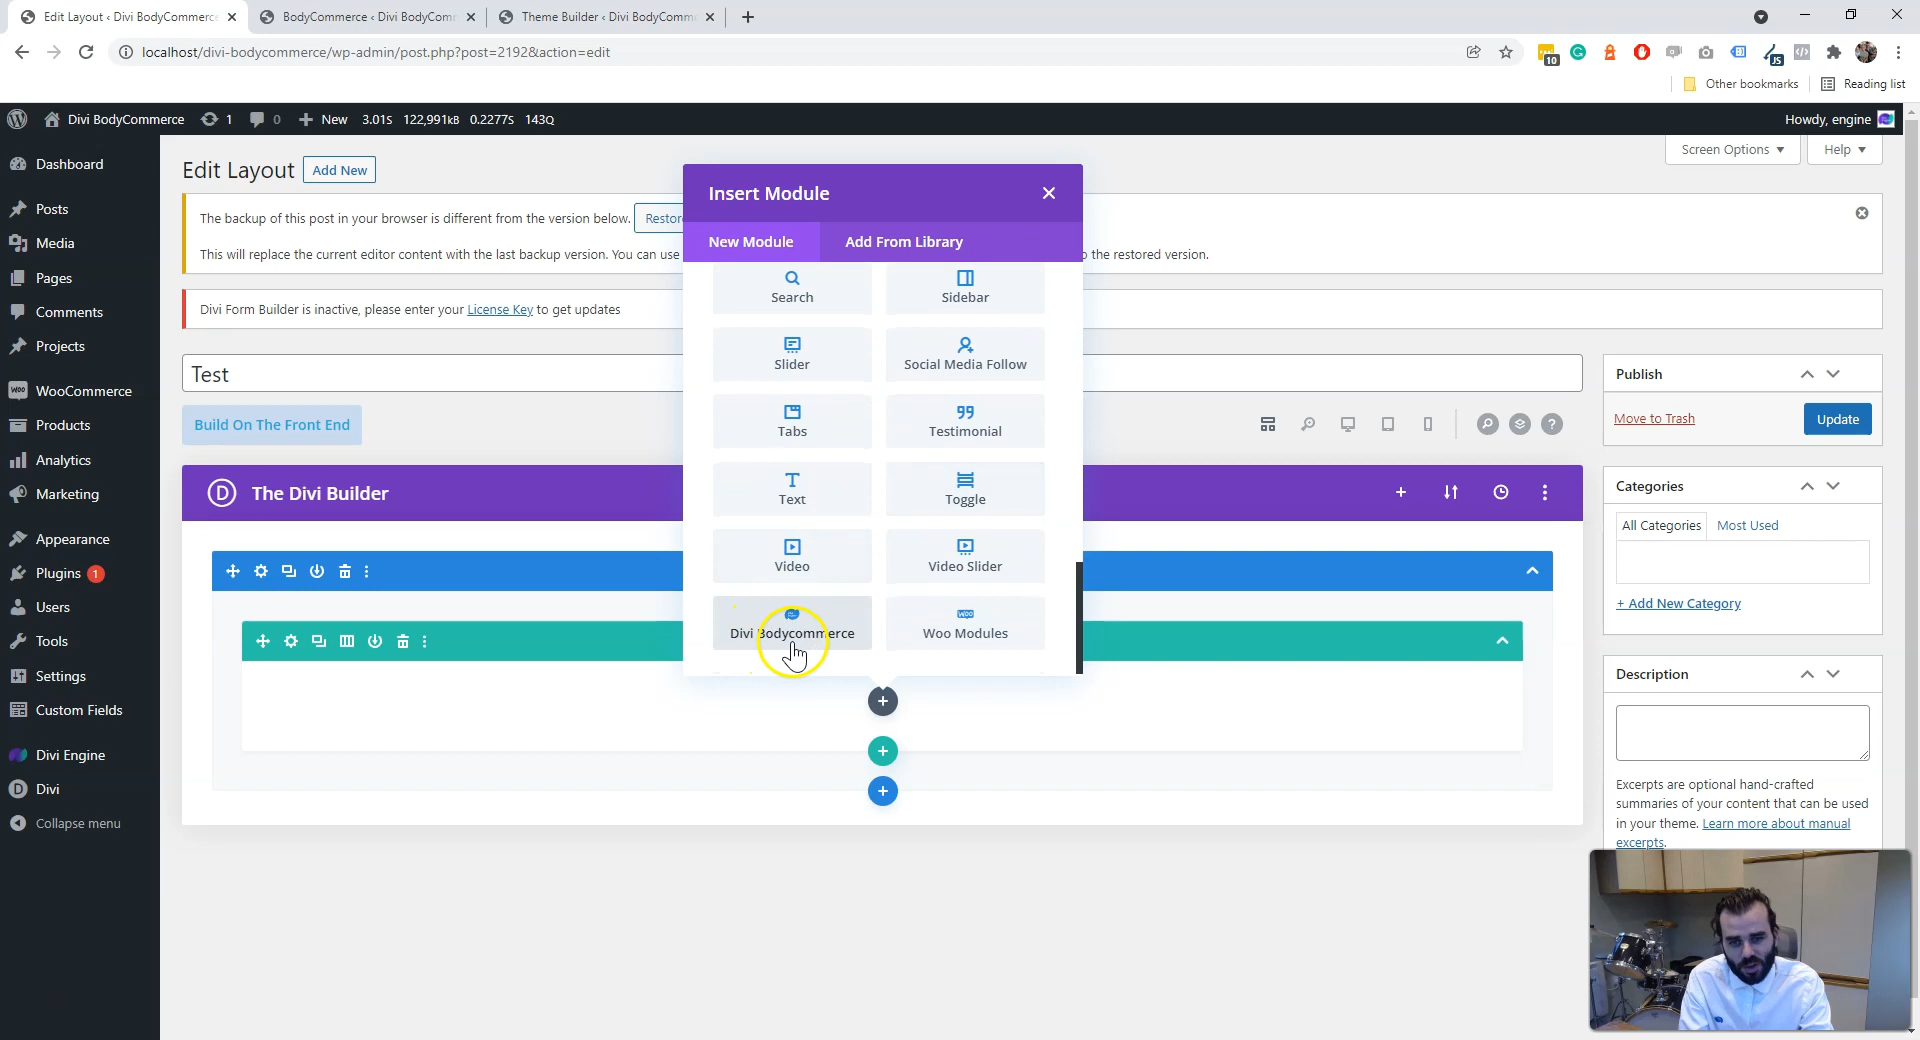 Edit Layout ‹ Divi BodyCommerce
BodyCommerce ‹ Divi BodyComm
Theme Builder ‹ Divi BodyComme
localhost/divi-bodycommerce/wp-admin/post.php?post=2192&action=edit
10
JS
Other bookmarks
Reading list
Divi BodyCommerce
1
0
New
3.01S 122,991KB 0.2277S 143Q
Howdy, engine
Dashboard
Posts
Media
Pages
Comments
Projects
WooCommerce
Products
Analytics
Marketing
Appearance
Plugins 1
Users
Tools
Settings
Custom Fields
Divi Engine
Divi
Collapse menu
Edit Layout
Add New
Screen Options
Help
The backup of this post in your browser is different from the version below.
Restore
This will replace the current editor content with the last backup version. You can use
the restored version.
Divi Form Builder is inactive, please enter your License Key to get updates
Test
Build On The Front End
?
D The Divi Builder
Insert Module
New Module
Add From Library
Search
Sidebar
Slider
Social Media Follow
Tabs
Testimonial
Text
Toggle
Video
Video Slider
Divi Bodycommerce
WOO
Woo Modules
Publish
Move to Trash
Update
Categories
All Categories
Most Used
+ Add New Category
Description
Excerpts are optional hand-crafted
summaries of your content that can be used
in your theme. Learn more about manual
excerpts.